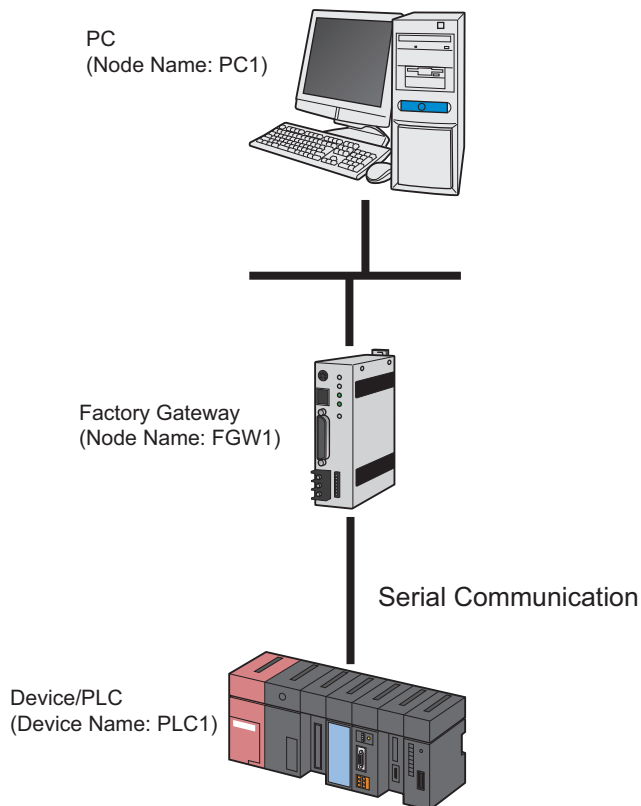 PC
(Node Name: PC1)
Factory Gateway
(Node Name: FGW1)
Serial Communication
Device/PLC
(Device Name: PLC1)